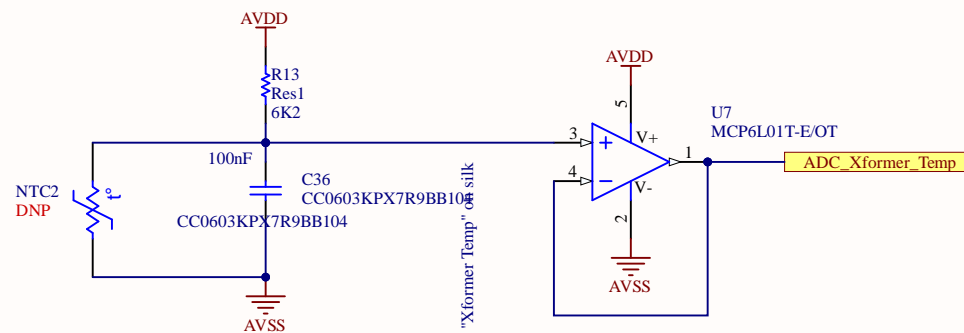 AVDD
R13
Res1
6K2
100nF
C36
CC0603KPX7R9BB104
CC0603KPX7R9BB104
NTC2
DNP
t°
AVSS
"Xformer Temp" on silk
AVDD
5
U7
MCP6L01T-E/OT
3
V+
1
4
V-
2
AVSS
ADC_Xformer_Temp